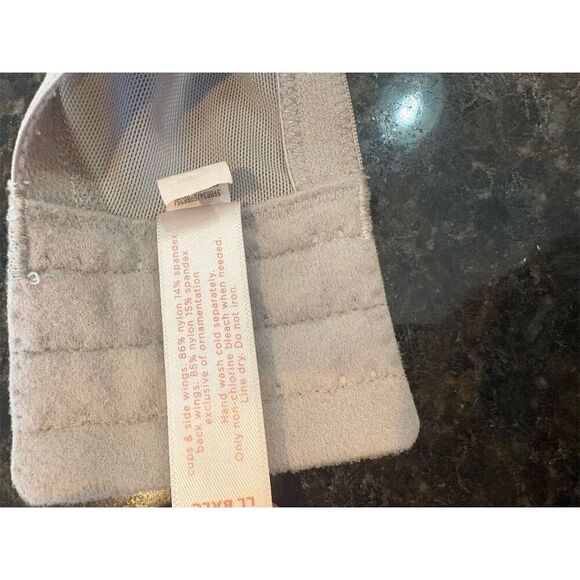 cups & side wings: 86% nylon 14% spandex
back wings: 85% nylon 15% spandex
exclusive of ornamentation
Hand wash cold separately.
Only non-chlorine bleach when needed.
Line dry. Do not iron.